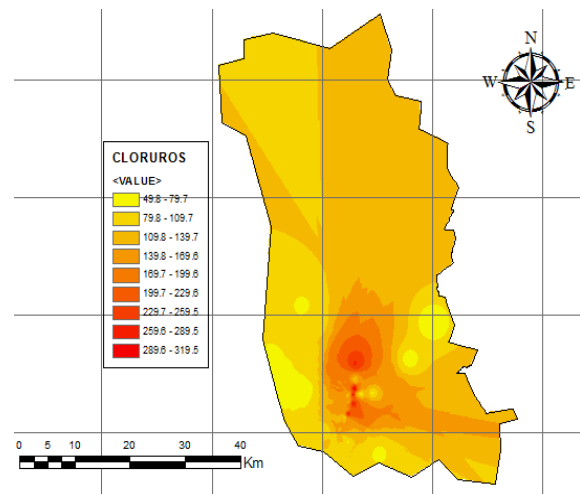 N
W E
S
CLORUROS
<VALUE>
49.8 - 79.7
79.8 - 109.7
109.8 - 139.7
139.8 - 169.6
169.7 - 199.6
199.7 - 229.6
229.7 - 259.5
259.6 - 289.5
289.6 - 319.5
0 5 10 20 30 40
Km